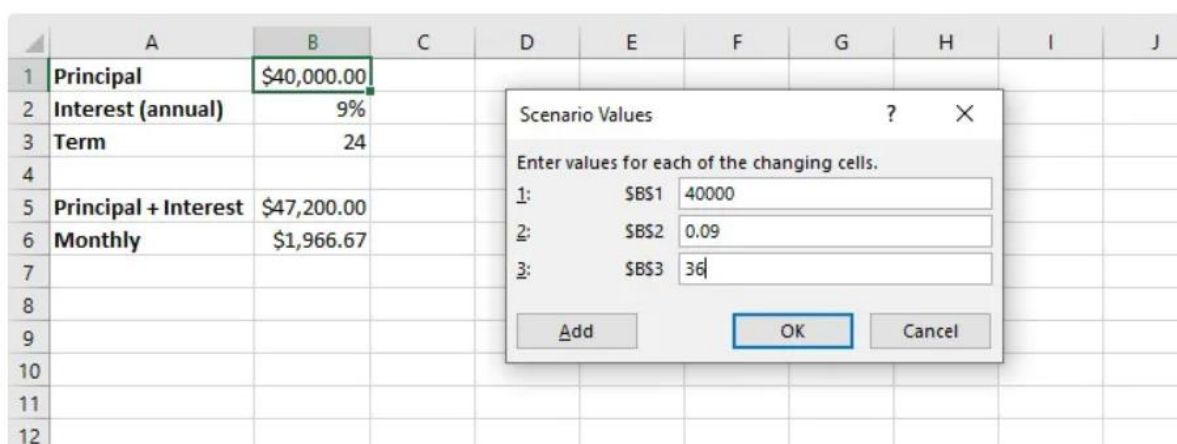 A B C D E F G H I J
1 Principal $40,000.00
2 Interest (annual) 9%
3 Term 24
4
5 Principal + Interest $47,200.00
6 Monthly $1,966.67
7
8
9
10
11
12
Scenario Values ? ×
Enter values for each of the changing cells.
1: $B$1 40000
2: $B$2 0.09
3: $B$3 36
Add OK Cancel